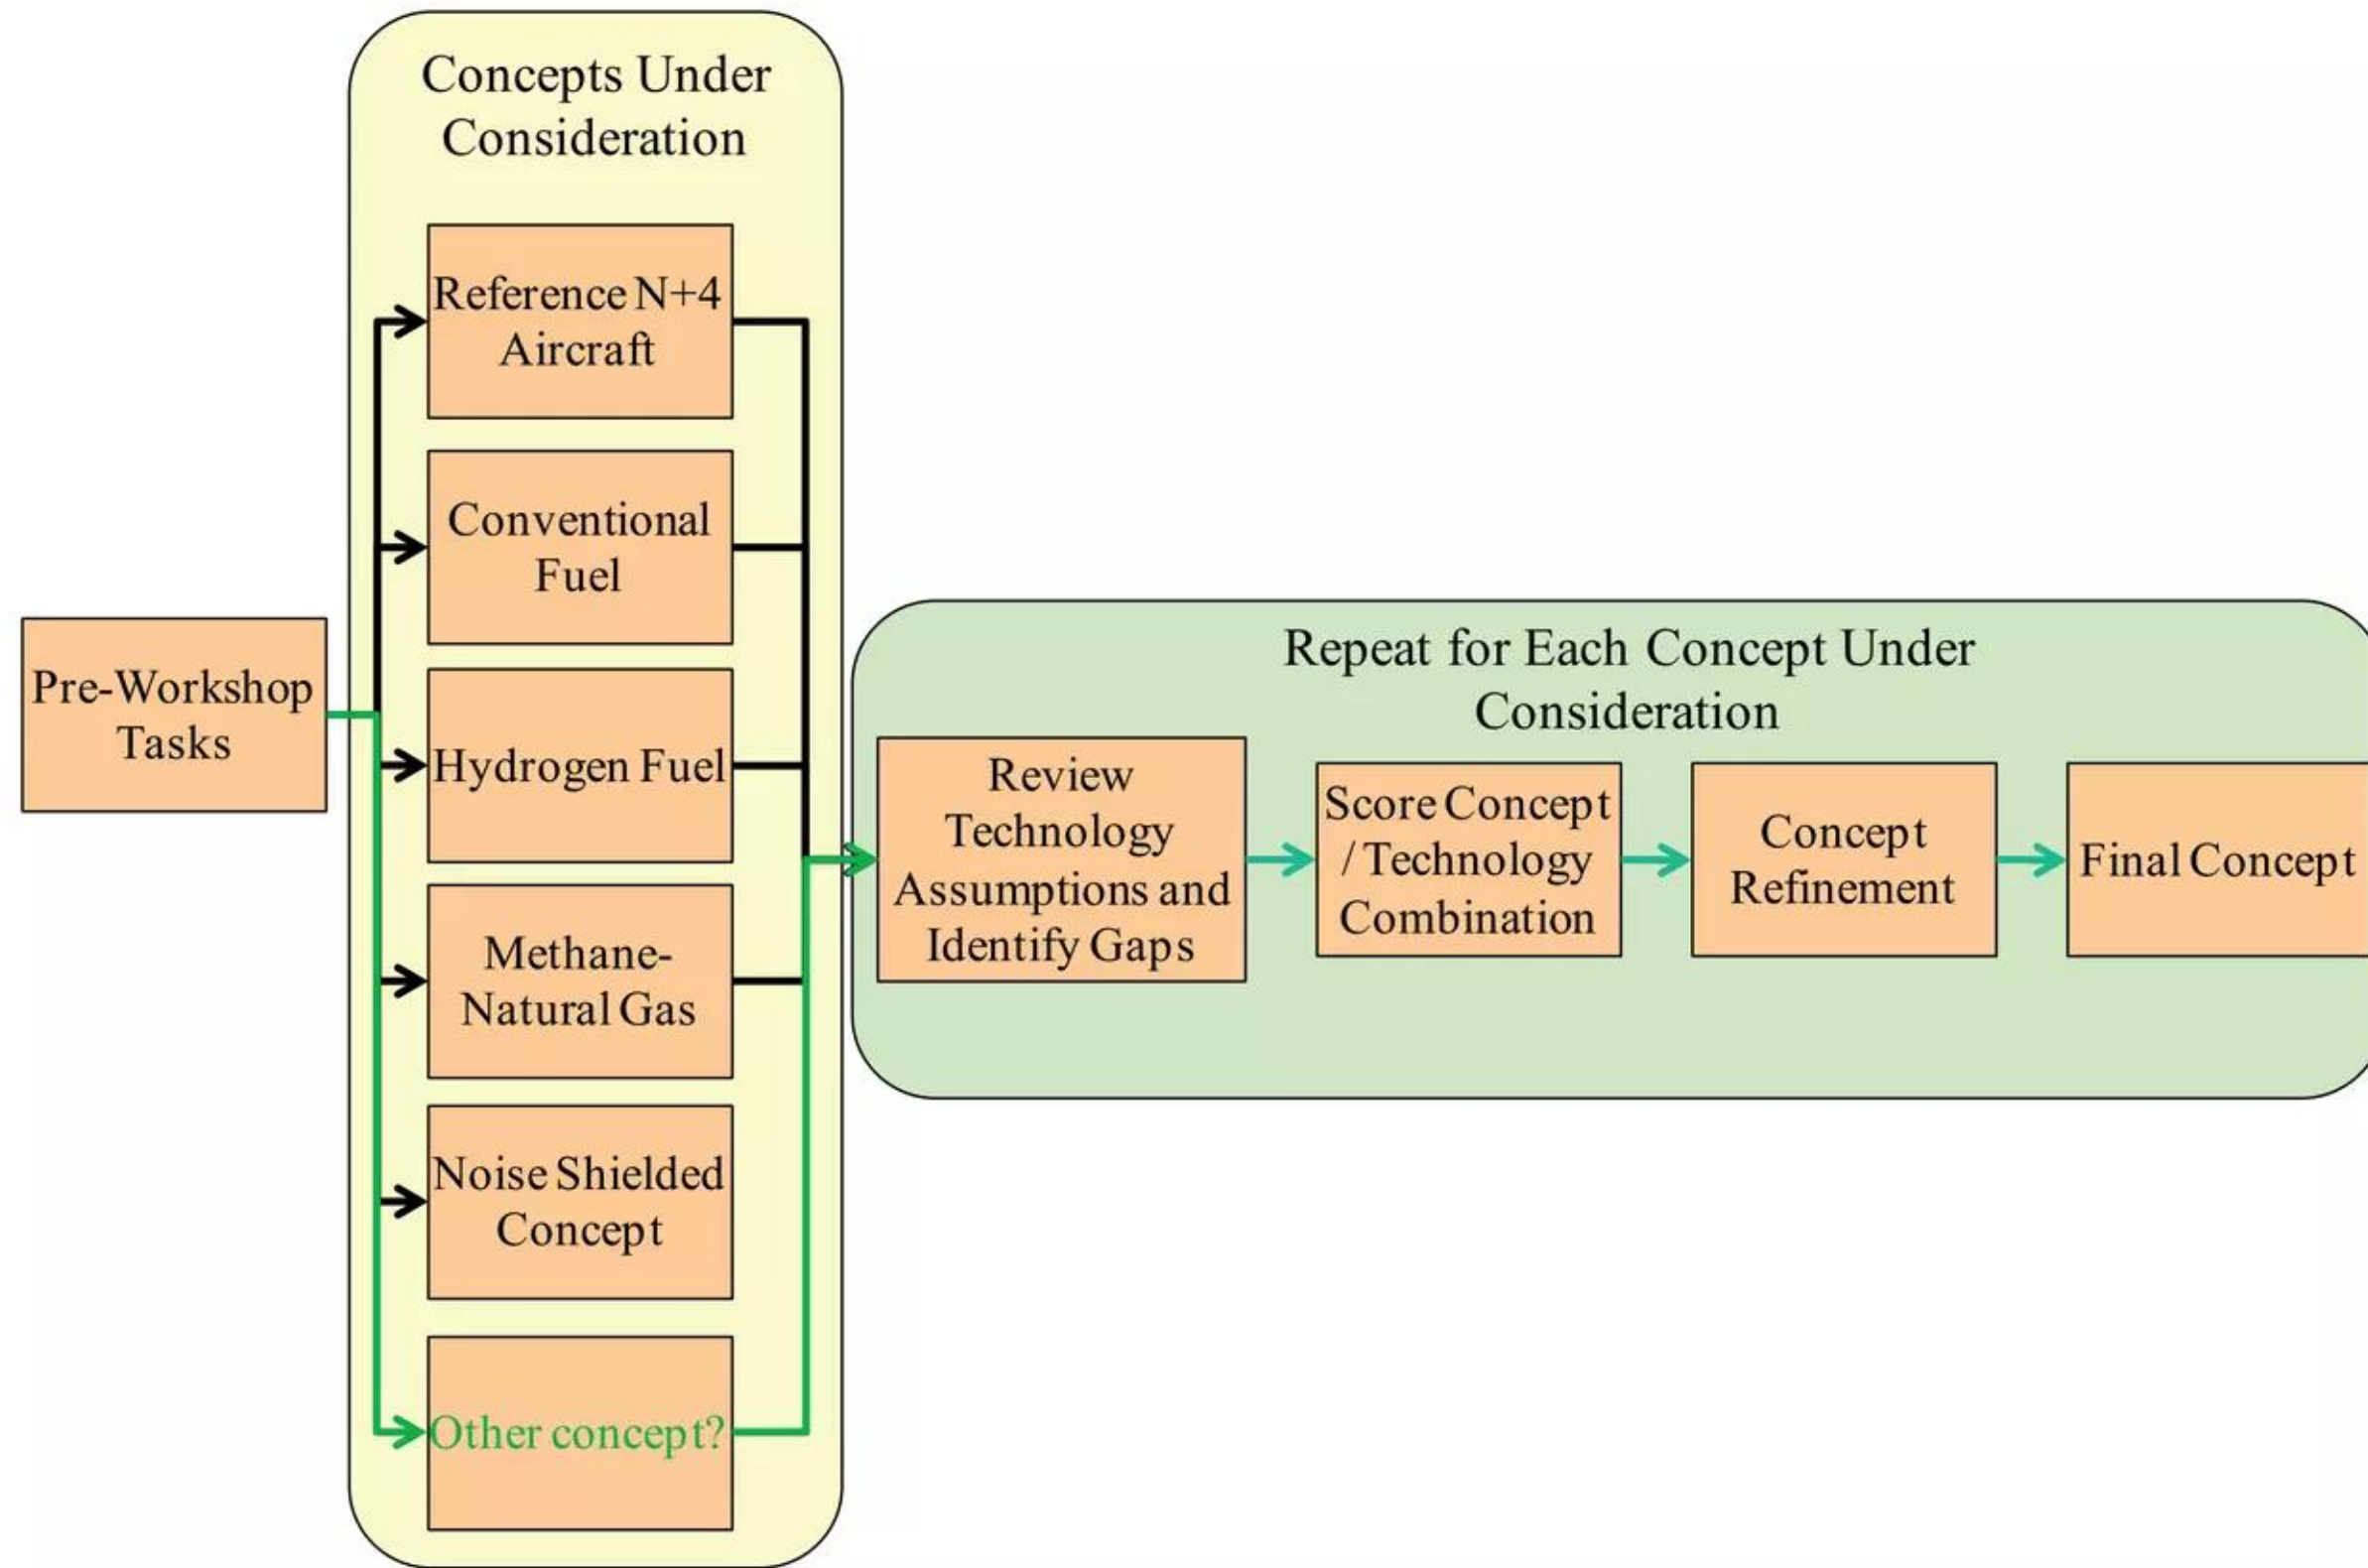 Concepts Under
Consideration
Reference N+4
Aircraft
Conventional
Fuel
Pre-Workshop
Tasks
Hydrogen Fuel
Methane-
Natural Gas
Noise Shielded
Concept
Other concept?
Repeat for Each Concept Under
Consideration
Review
Technology
Assumptions and
Identify Gaps
Score Concept
/ Technology
Combination
Concept
Refinement
Final Concept